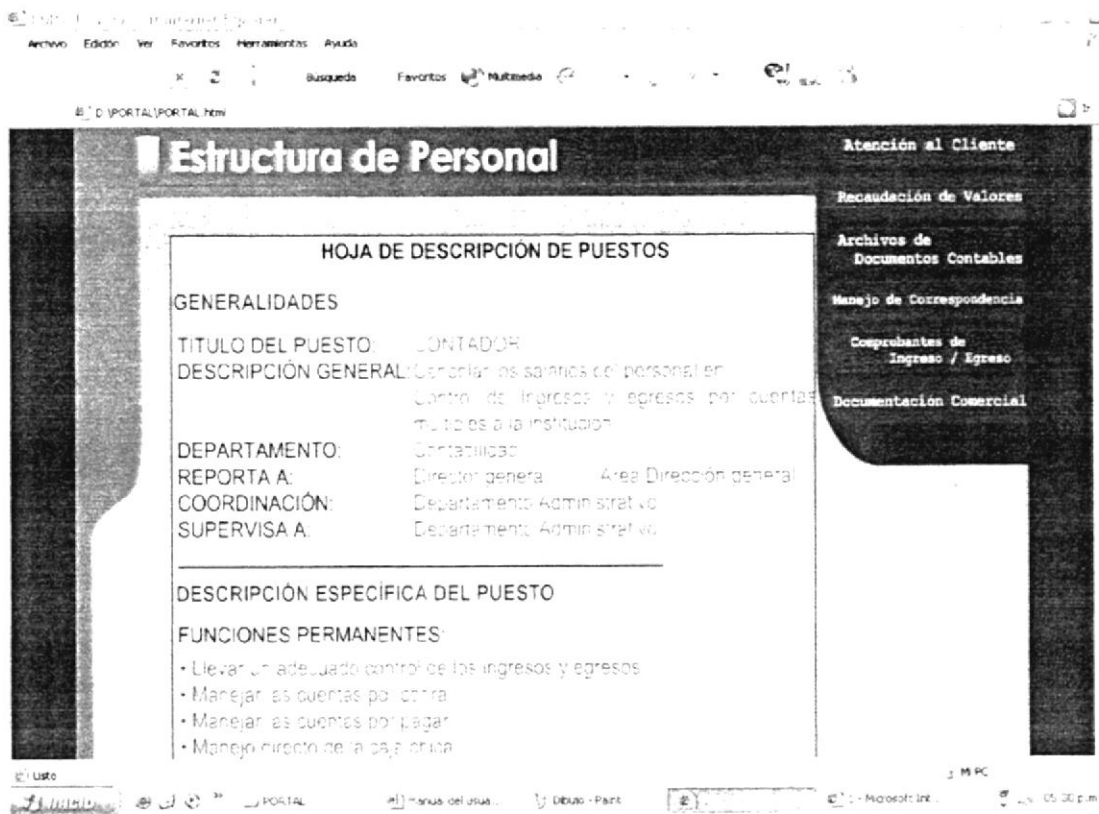 Archivo Edición Ver Favoritos Herramientas Ayuda
Busqueda Favoritos Multimedia
D:\PORTAL\PORTAL.html
Estructura de Personal
Atención al Cliente
Recaudación de Valores
Archivos de
Documentos Contables
Manejo de Correspondencia
Comprobantes de
Ingreso / Egreso
Documentación Comercial
HOJA DE DESCRIPCIÓN DE PUESTOS
GENERALIDADES
TITULO DEL PUESTO: CONTADOR
DESCRIPCIÓN GENERAL: Cancelar los salarios del personal en
Control de ingresos y egresos por cuentas
multiples a la institución
DEPARTAMENTO: Contabilidad
REPORTA A: Director general Area Dirección general
COORDINACIÓN: Departamento Administrativo
SUPERVISA A: Departamento Administrativo
DESCRIPCIÓN ESPECÍFICA DEL PUESTO
FUNCIONES PERMANENTES:
• Llevar un adecuado control de los ingresos y egresos
• Manejar las cuentas por
• Manejar las cuentas por pagar
• Manejo directo de la caja chica
Listo
Mi PC
Inicio PORTAL manual del usua... Dibujo - Paint - Microsoft Int... 05:30 p.m.